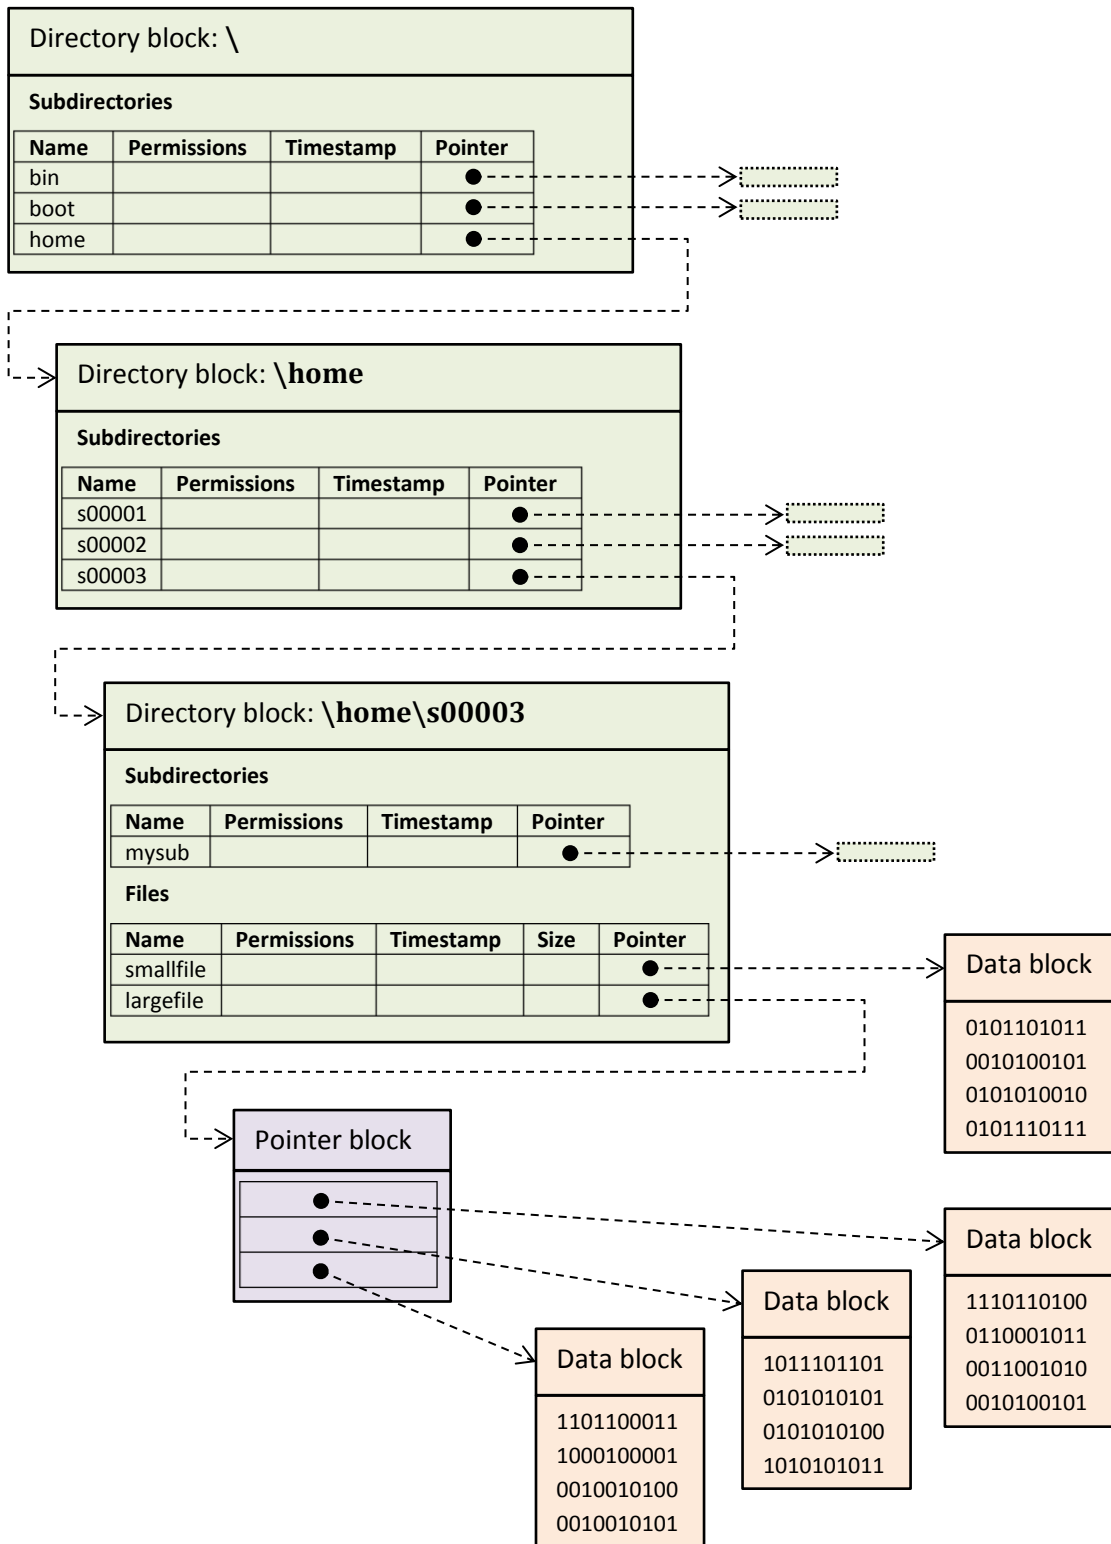 Directory block: \
Subdirectories
Name Permissions Timestamp Pointer
bin
boot
home
Directory block: \home
Subdirectories
Name Permissions Timestamp Pointer
s00001
s00002
s00003
Directory block: \home\s00003
Subdirectories
Name Permissions Timestamp Pointer
mysub
Files
Name Permissions Timestamp Size Pointer
smallfile
largefile
Data block
0101101011
0010100101
0101010010
0101110111
Pointer block
Data block
1110110100
0110001011
0011001010
0010100101
Data block
1011101101
0101010101
0101010100
1010101011
Data block
1101100011
1000100001
0010010100
0010010101